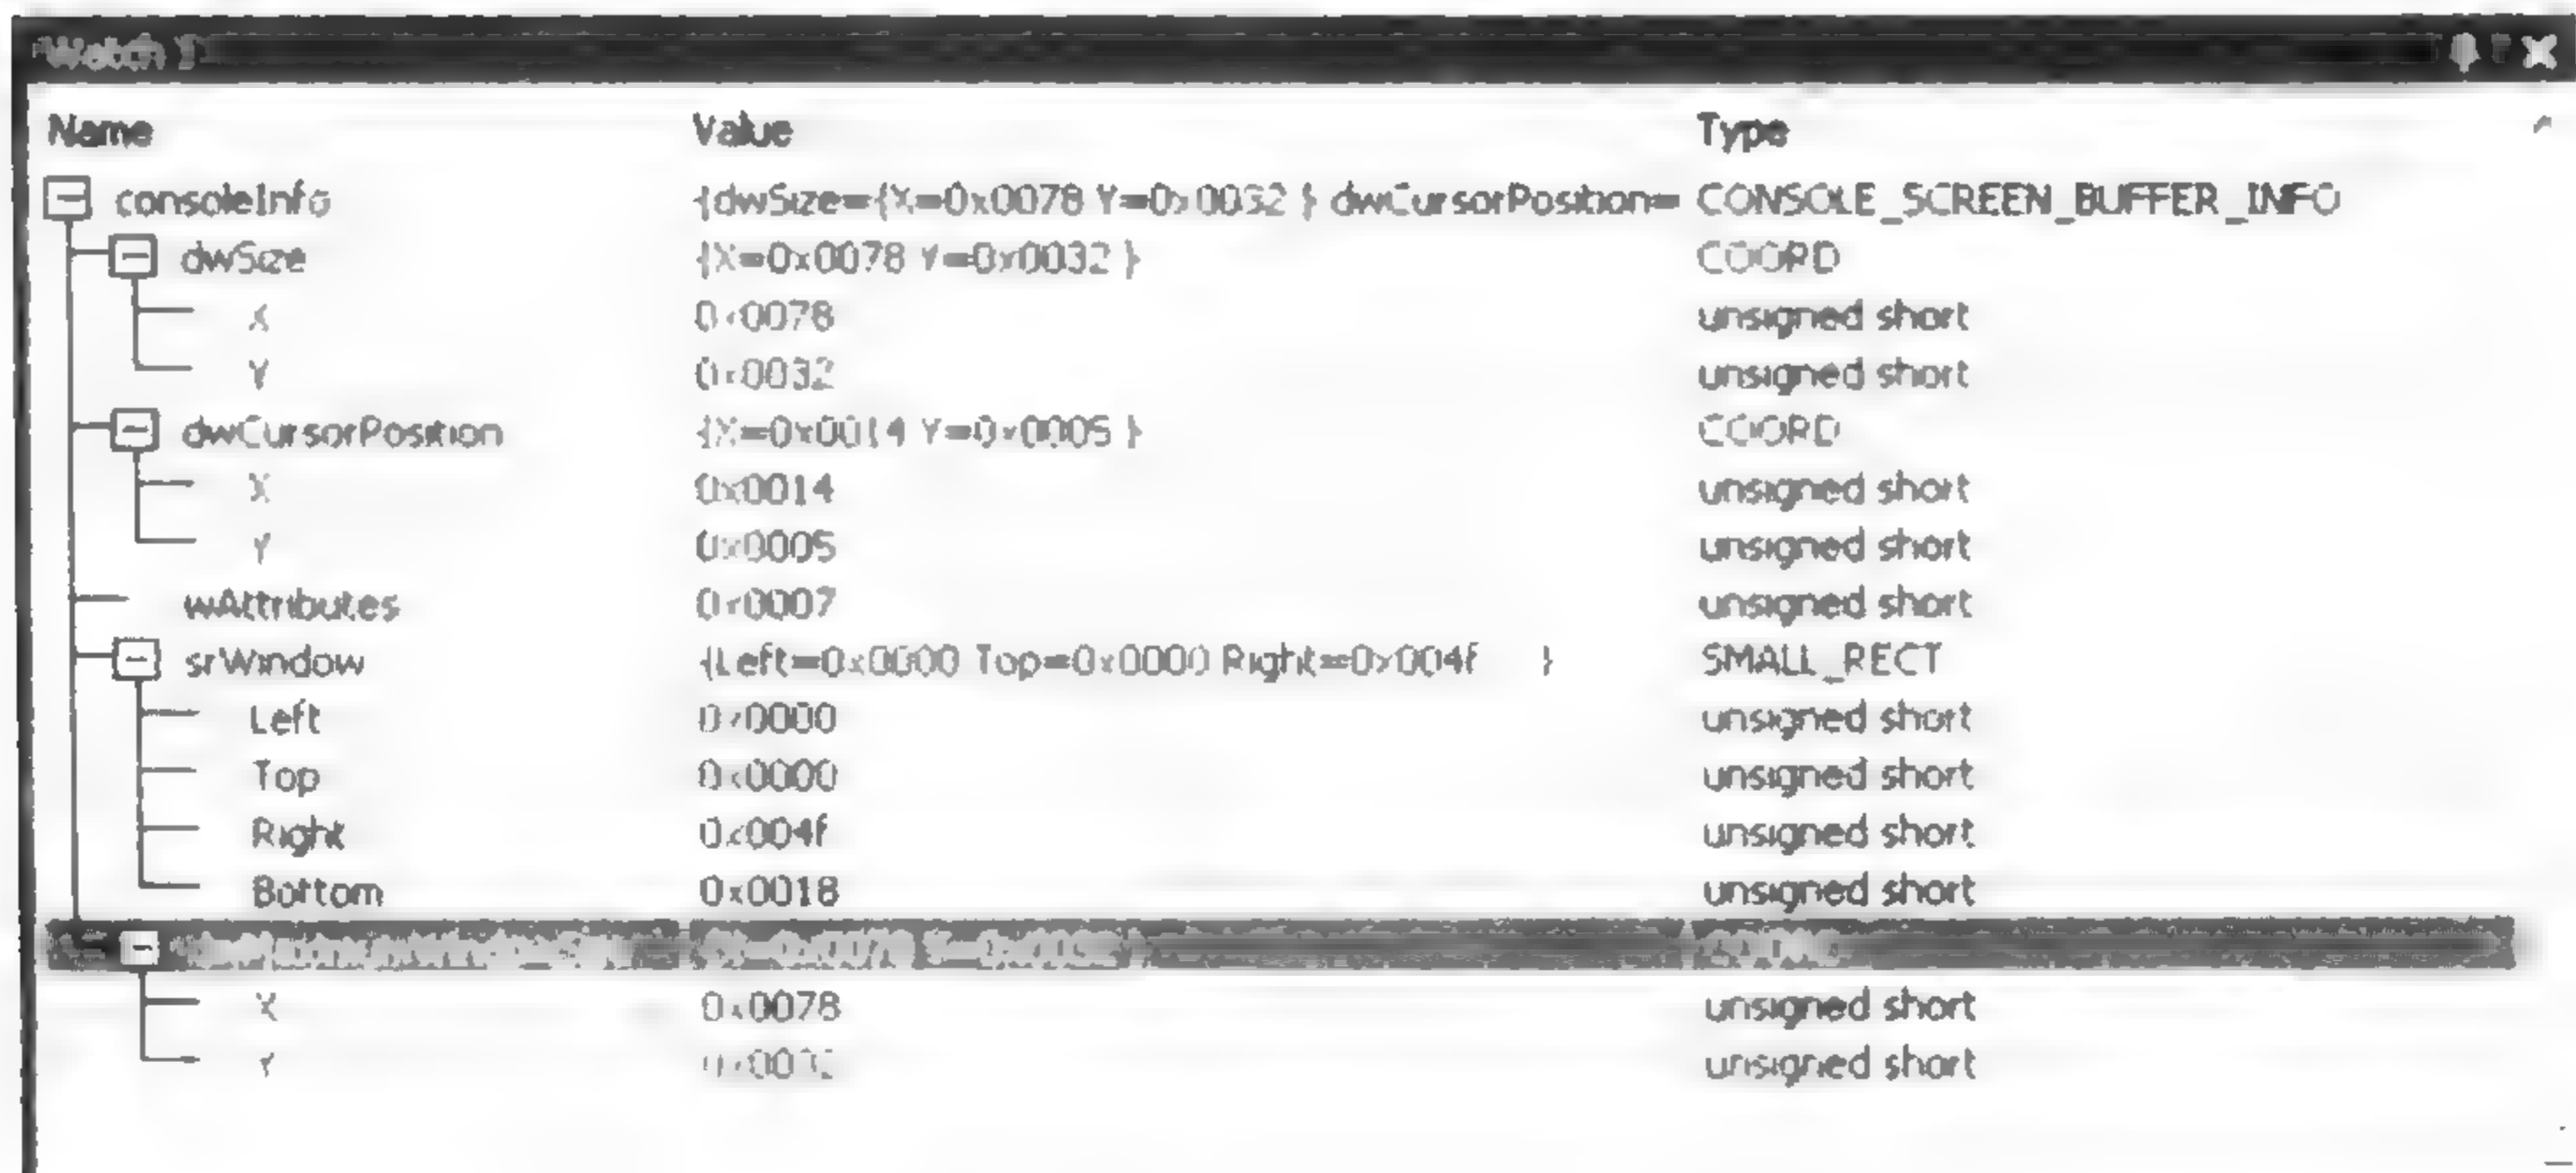 Watch 1
Name Value Type
consoleInfo {dwSize={X=0x0078 Y=0x0032 } dwCursorPosition= CONSOLE_SCREEN_BUFFER_INFO
dwSize {X=0x0078 Y=0x0032 } COORD
X 0x0078 unsigned short
Y 0x0032 unsigned short
dwCursorPosition {X=0x0014 Y=0x0005 } COORD
X 0x0014 unsigned short
Y 0x0005 unsigned short
wAttributes 0x0007 unsigned short
srWindow {Left=0x0000 Top=0x0000 Right=0x004f } SMALL_RECT
Left 0x0000 unsigned short
Top 0x0000 unsigned short
Right 0x004f unsigned short
Bottom 0x0018 unsigned short
X 0x0078 unsigned short
Y unsigned short